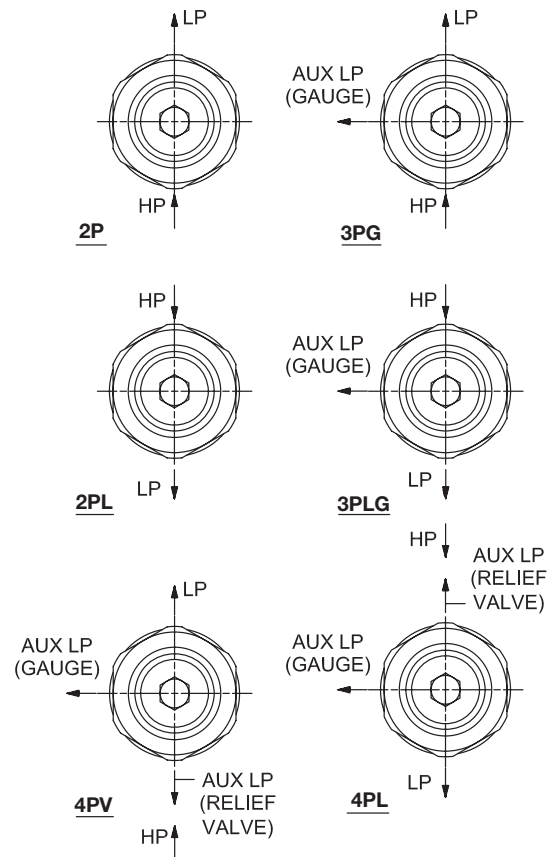 LP
HP
2P
LP
AUX LP
(GAUGE)
HP
3PG
HP
LP
2PL
HP
AUX LP
(GAUGE)
LP
3PLG
LP
AUX LP
(GAUGE)
AUX LP
(RELIEF
VALVE)
4PV
HP
HP
AUX LP
(RELIEF
VALVE)
AUX LP
(GAUGE)
LP
4PL